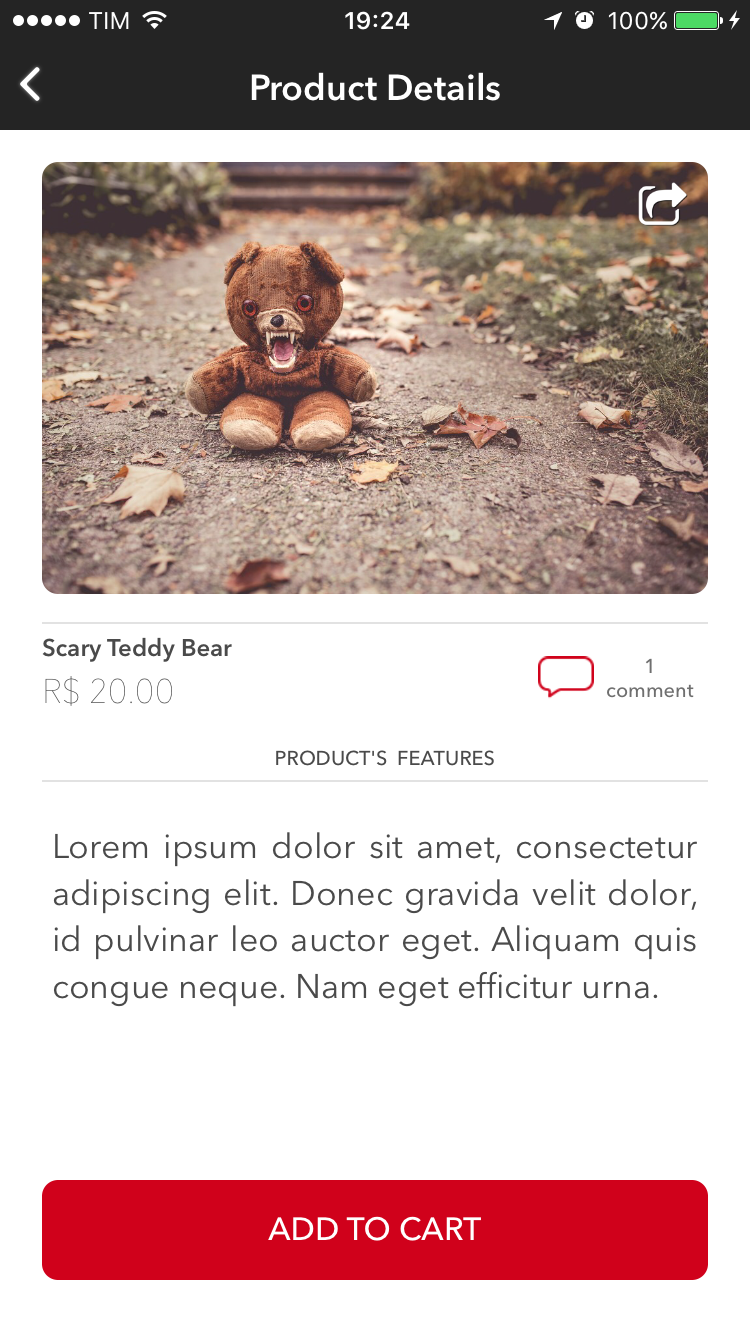 TIM 19:24 100%
Product Details
Scary Teddy Bear
R$ 20.00
1
comment
PRODUCT'S FEATURES
Lorem ipsum dolor sit amet, consectetur
adipiscing elit. Donec gravida velit dolor,
id pulvinar leo auctor eget. Aliquam quis
congue neque. Nam eget efficitur urna.
ADD TO CART